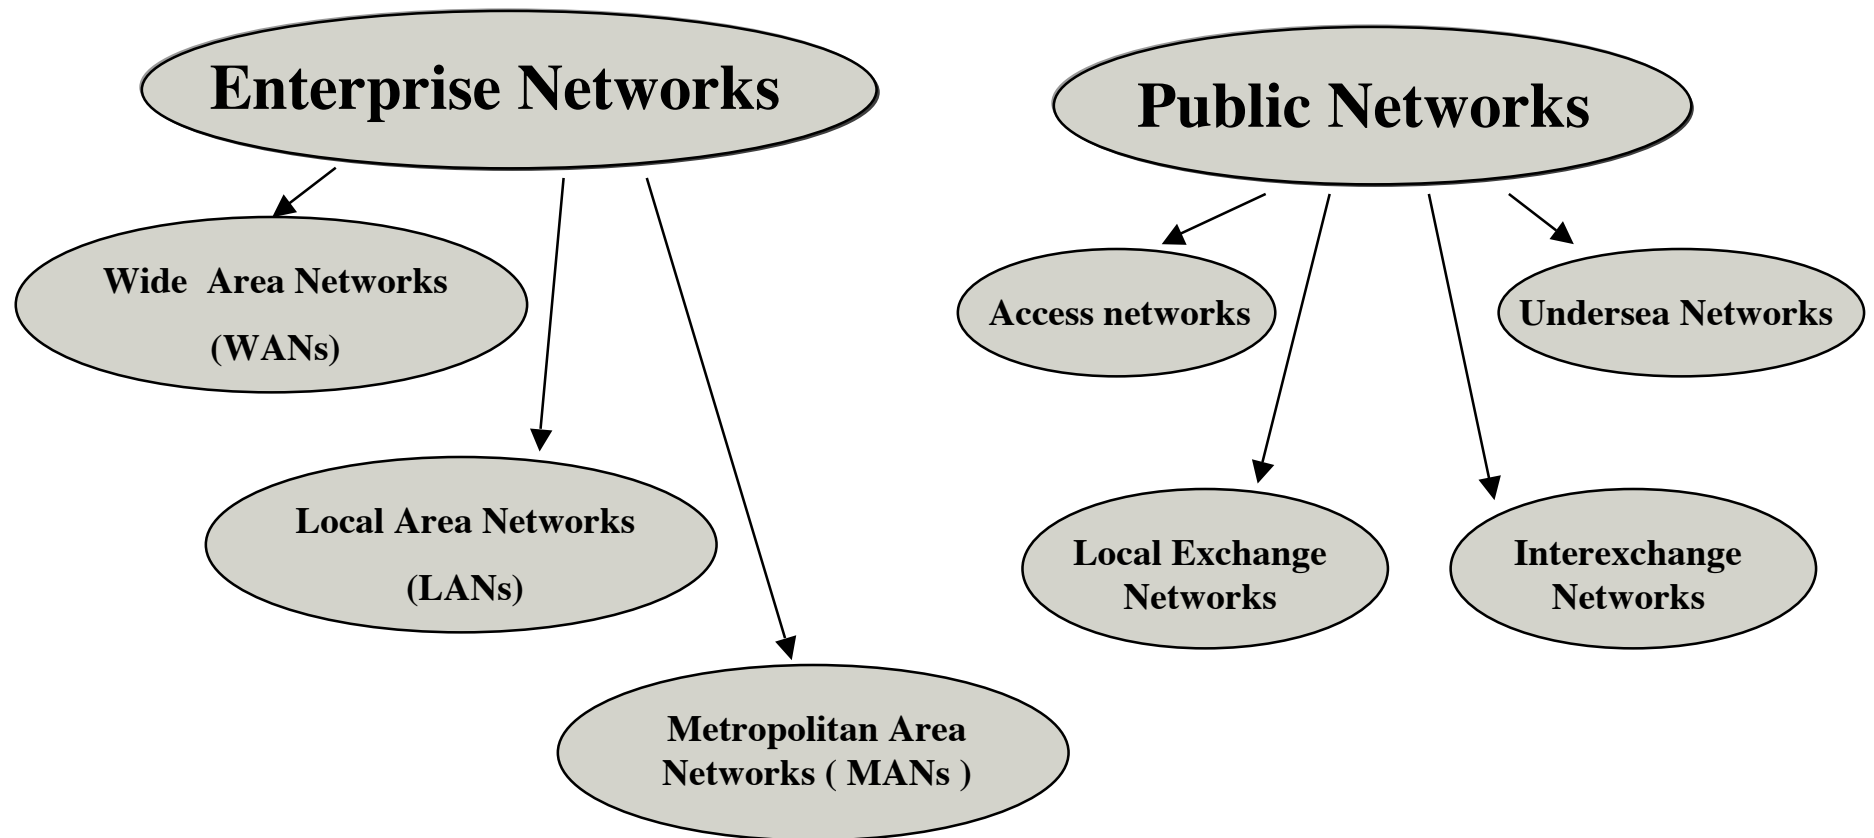 Enterprise Networks
Public Networks
Wide Area Networks
(WANs)
Access networks
Undersea Networks
Local Area Networks
(LANs)
Local Exchange
Networks
Interexchange
Networks
Metropolitan Area
Networks ( MANs )